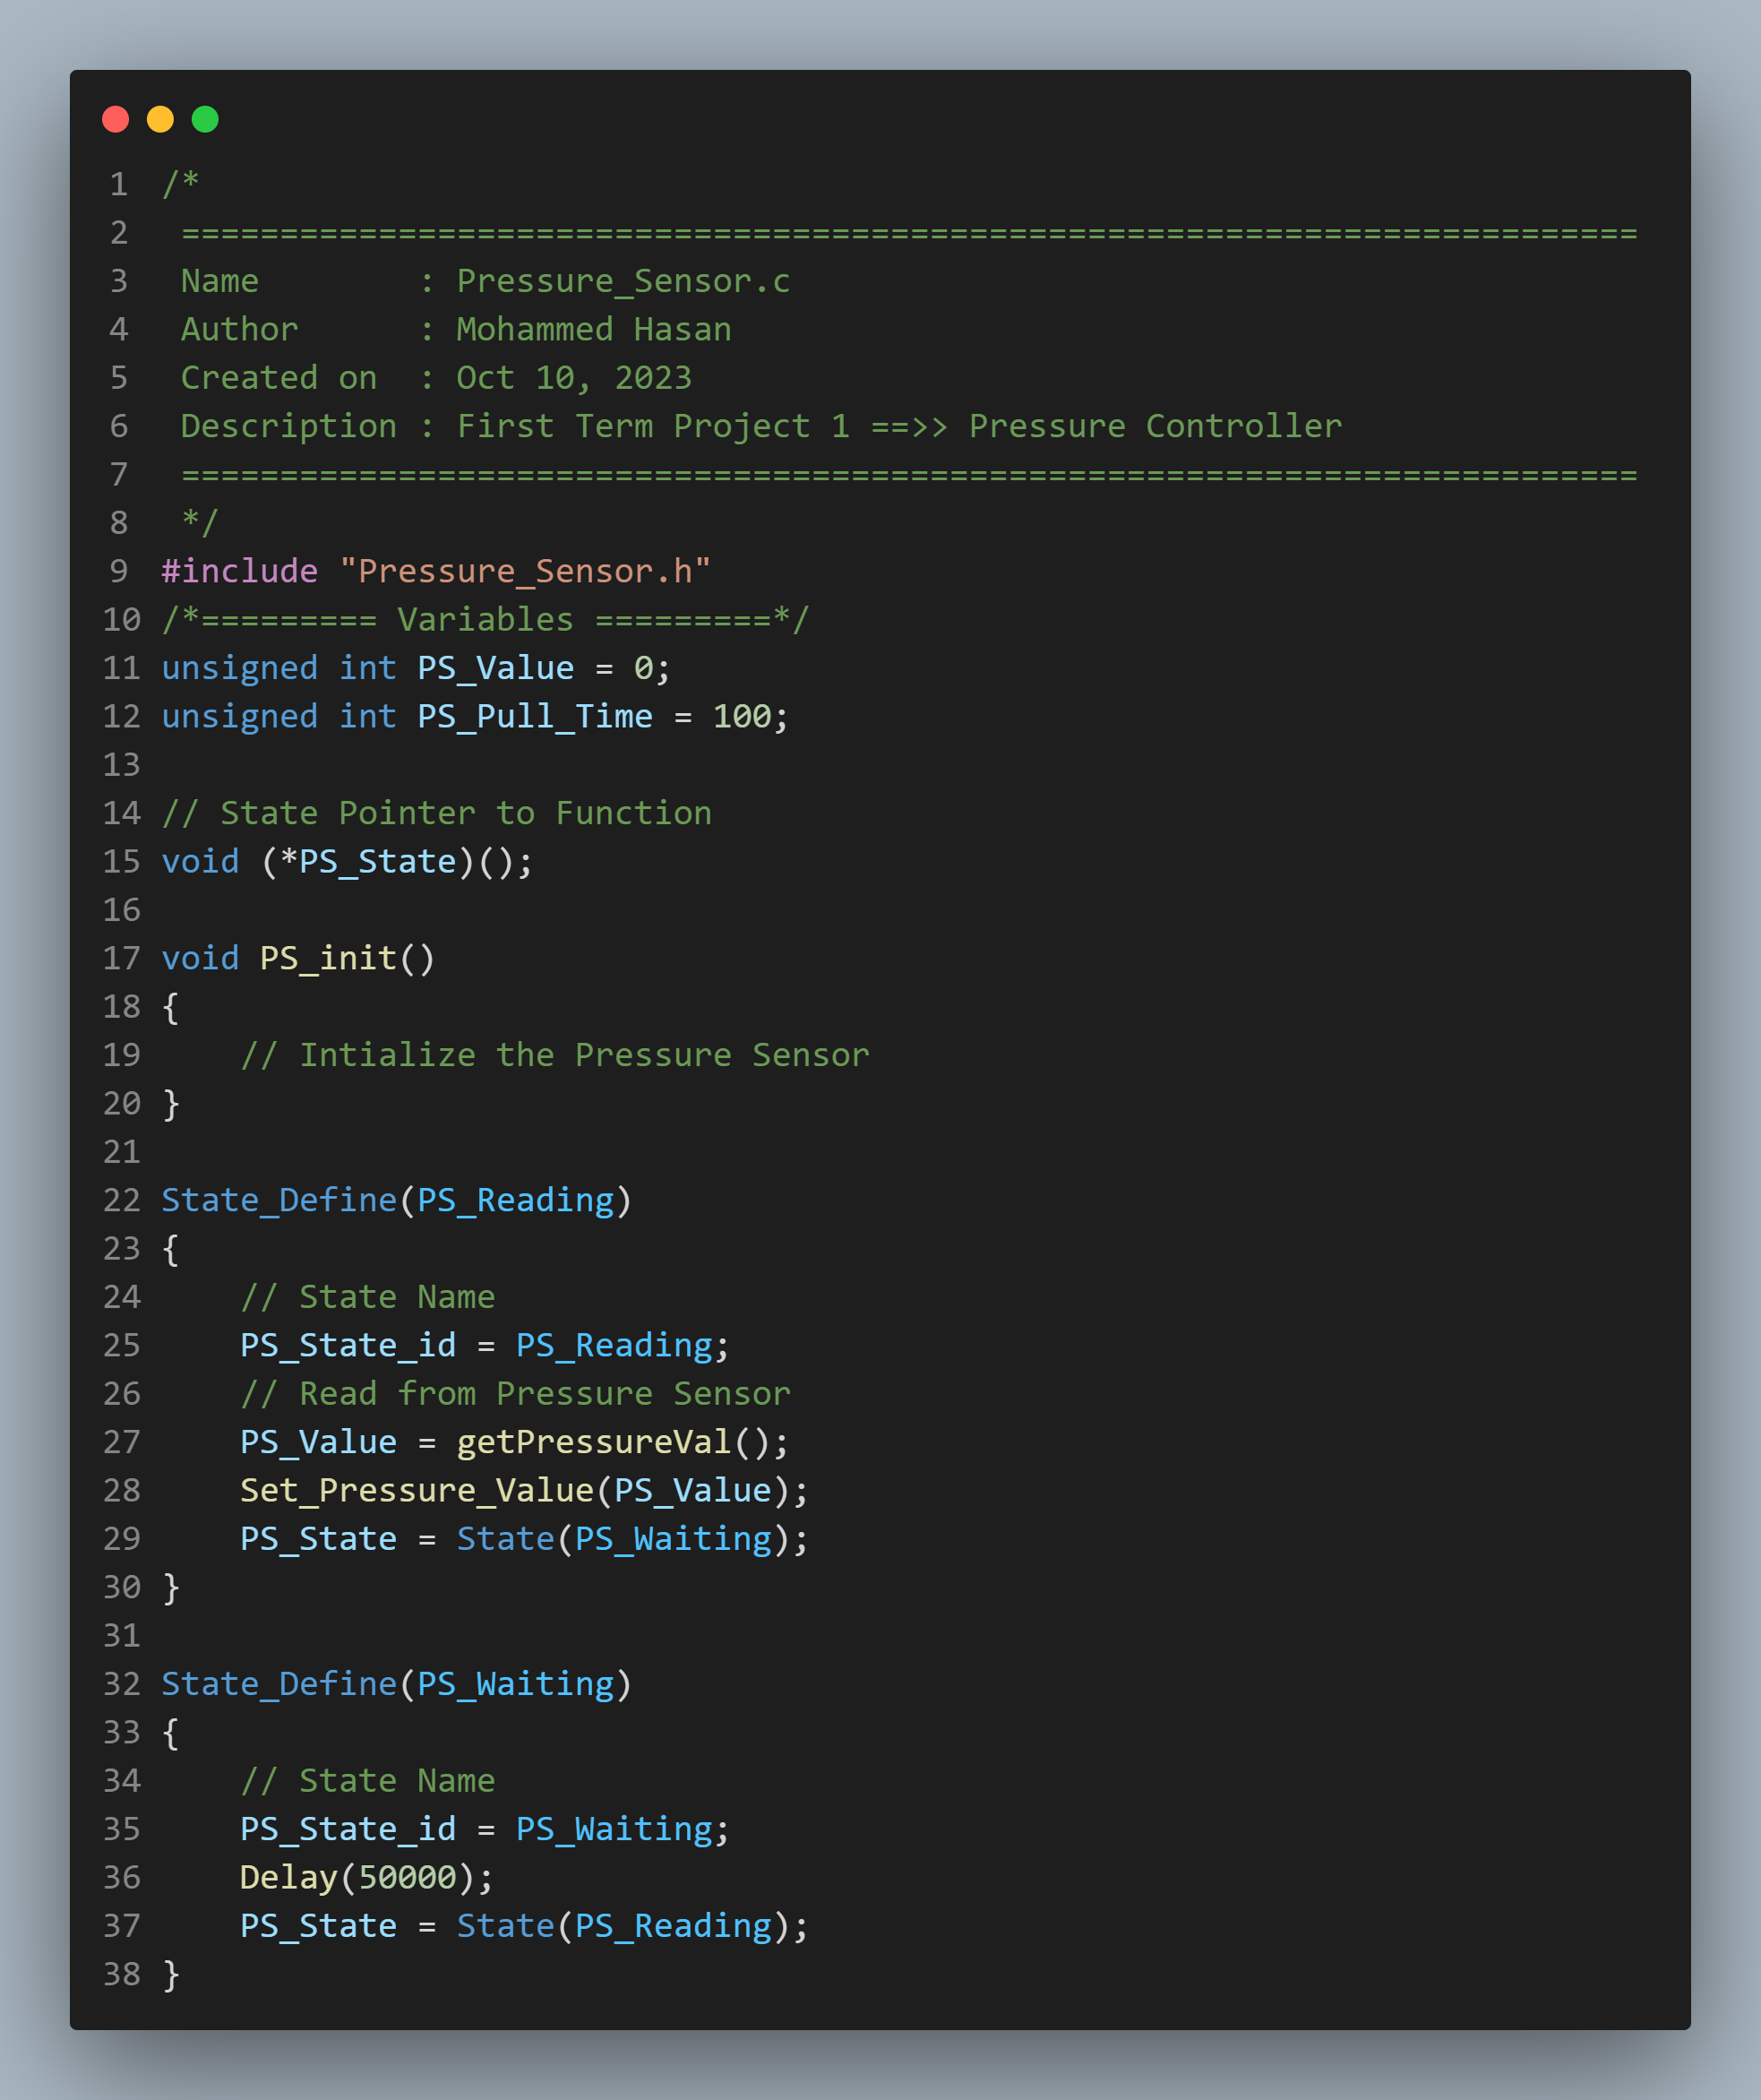 1 /*
2  ==========================================================================
3  Name        : Pressure_Sensor.c
4  Author      : Mohammed Hasan
5  Created on  : Oct 10, 2023
6  Description : First Term Project 1 ==>> Pressure Controller
7  ==========================================================================
8  */
9 #include "Pressure_Sensor.h"
10 /*========= Variables =========*/
11 unsigned int PS_Value = 0;
12 unsigned int PS_Pull_Time = 100;
13
14 // State Pointer to Function
15 void (*PS_State)();
16
17 void PS_init()
18 {
19     // Intialize the Pressure Sensor
20 }
21
22 State_Define(PS_Reading)
23 {
24     // State Name
25     PS_State_id = PS_Reading;
26     // Read from Pressure Sensor
27     PS_Value = getPressureVal();
28     Set_Pressure_Value(PS_Value);
29     PS_State = State(PS_Waiting);
30 }
31
32 State_Define(PS_Waiting)
33 {
34     // State Name
35     PS_State_id = PS_Waiting;
36     Delay(50000);
37     PS_State = State(PS_Reading);
38 }